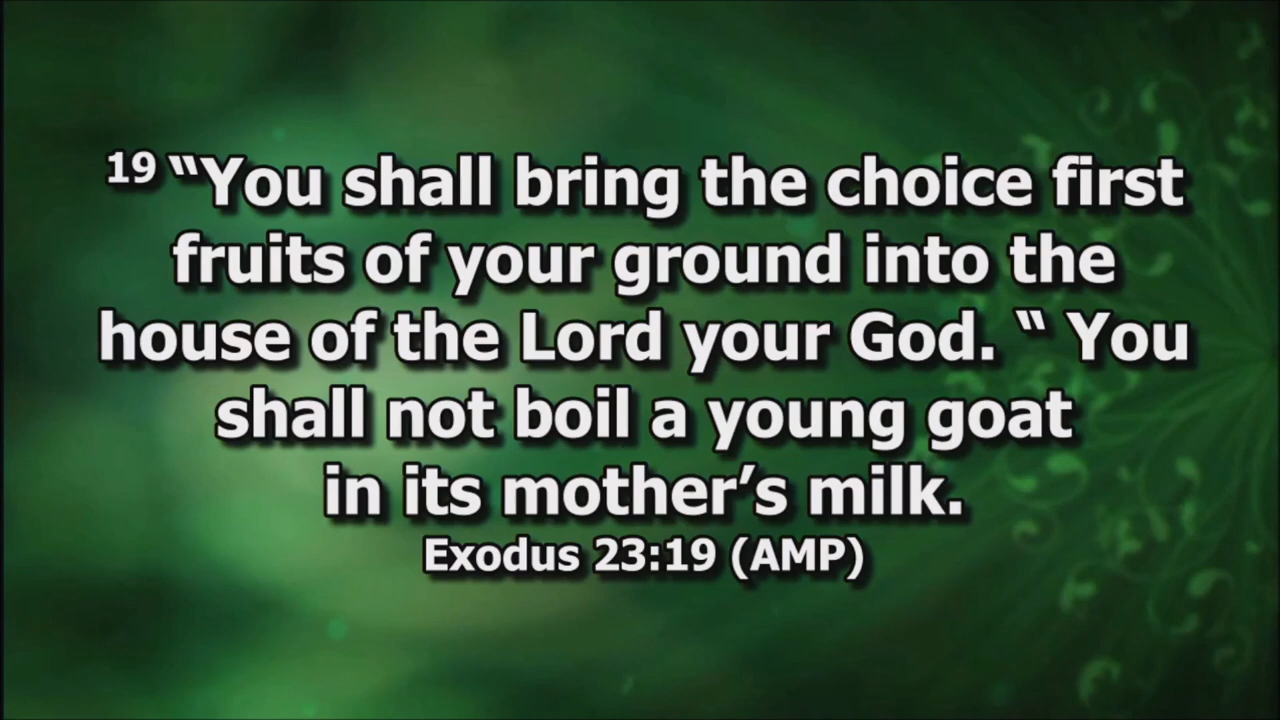 19 “You shall bring the choice first
fruits of your ground into the
house of the Lord your God. “ You
shall not boil a young goat
in its mother’s milk.
Exodus 23:19 (AMP)